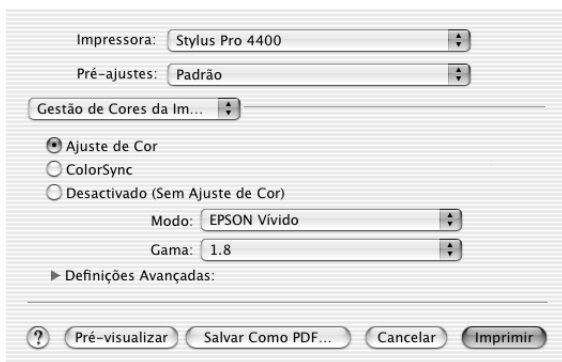 Impressora: Stylus Pro 4400
Pré-ajustes: Padrão
Gestão de Cores da Im...
Ajuste de Cor
ColorSync
Desactivado (Sem Ajuste de Cor)
Modo: EPSON Vívido
Gama: 1.8
Definições Avançadas:
? Pré-visualizar Salvar Como PDF... Cancelar Imprimir